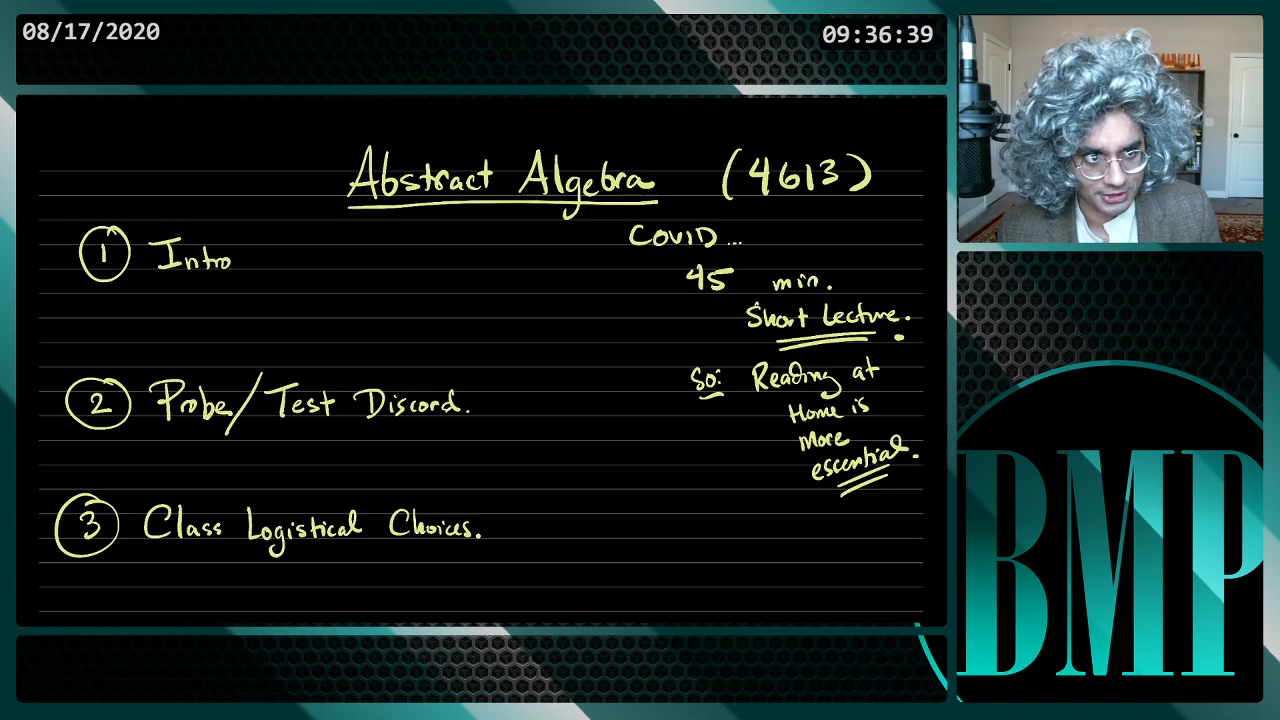 08/17/2020
09:36:39
Abstract Algebra (4613)
COVID...
1 Intro
45 min.
Short Lecture.
So: Reading at
Home is
more
escential.
2 Probe/Test Discord.
3 Class Logistical Choices.
BMP